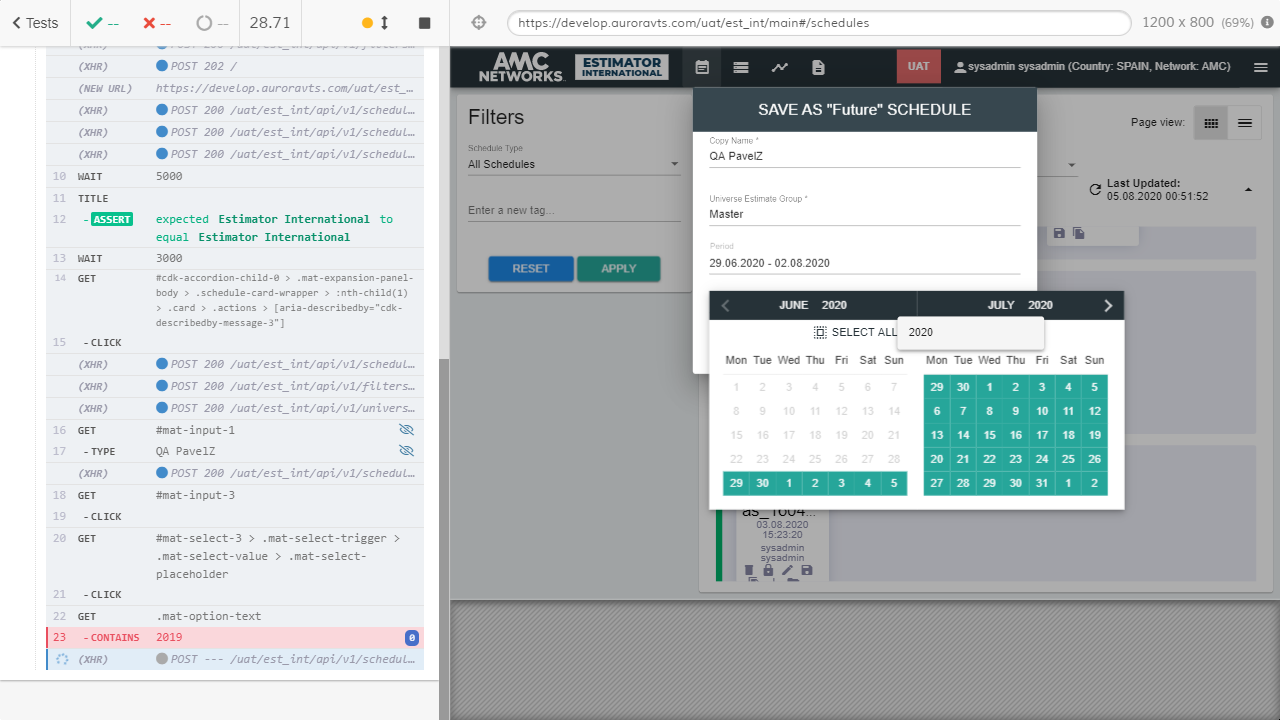 Tests
--
--
--
28.71
https://develop.auroravts.com/uat/est_int/main#/schedules
1200 x 800 (69%)
(XHR) POST 200 /uat/est_int/api/v1/filters…
(XHR) POST 202 /
(NEW URL) https://develop.auroravts.com/uat/est_…
(XHR) POST 200 /uat/est_int/api/v1/schedul…
(XHR) POST 200 /uat/est_int/api/v1/schedul…
(XHR) POST 200 /uat/est_int/api/v1/schedul…
10 WAIT 5000
11 TITLE
12 -ASSERT expected Estimator International to
equal Estimator International
13 WAIT 3000
14 GET #cdk-accordion-child-0 > .mat-expansion-panel-
body > .schedule-card-wrapper > :nth-child(1)
> .card > .actions > [aria-describedby="cdk-
describedby-message-3"]
15 -CLICK
(XHR) POST 200 /uat/est_int/api/v1/schedul…
(XHR) POST 200 /uat/est_int/api/v1/filters…
(XHR) POST 200 /uat/est_int/api/v1/univers…
16 GET #mat-input-1
17 -TYPE QA PavelZ
(XHR) POST 200 /uat/est_int/api/v1/schedul…
18 GET #mat-input-3
19 -CLICK
20 GET #mat-select-3 > .mat-select-trigger >
.mat-select-value > .mat-select-
placeholder
21 -CLICK
22 GET .mat-option-text
23 -CONTAINS 2019 0
(XHR) POST --- /uat/est_int/api/v1/schedul…
AMC
NETWORKS
ESTIMATOR
INTERNATIONAL
UAT
sysadmin sysadmin (Country: SPAIN, Network: AMC)
Filters
Schedule Type
All Schedules
Enter a new tag...
RESET APPLY
Page view:
Last Updated:
05.08.2020 00:51:52
SAVE AS "Future" SCHEDULE
Copy Name *
QA PavelZ
Universe Estimate Group *
Master
Period
29.06.2020 - 02.08.2020
JUNE 2020 JULY 2020
SELECT ALL
2020
Mon Tue Wed Thu Fri Sat Sun Mon Tue Wed Thu Fri Sat Sun
1 2 3 4 5 6 7 29 30 1 2 3 4 5
8 9 10 11 12 13 14 6 7 8 9 10 11 12
15 16 17 18 19 20 21 13 14 15 16 17 18 19
22 23 24 25 26 27 28 20 21 22 23 24 25 26
29 30 1 2 3 4 5 27 28 29 30 31 1 2
as_1604...
03.08.2020
15:23:20
sysadmin
sysadmin